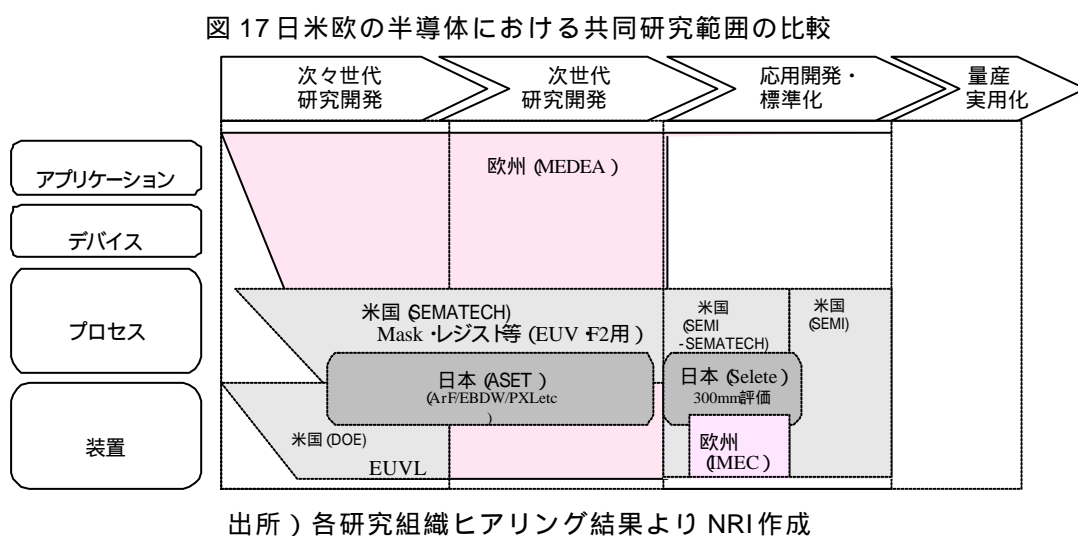 図 17 日米欧の半導体における共同研究範囲の比較
次々世代
研究開発
次世代
研究開発
応用開発・
標準化
量産
実用化
アプリケーション
デバイス
プロセス
装置
欧州 (MEDEA )
米国 (SEMATECH)
Mask ・レジスト等 (EUV ・F2用 )
米国
(SEMI
-SEMATECH)
米国
(SEMI)
日本 (ASET )
(ArF/EBDW/PXLetc
)
日本 (Selete )
300mm評価
米国 (DOE)
EUVL
欧州
(IMEC )
出所 ) 各研究組織ヒアリング結果より NRI 作成